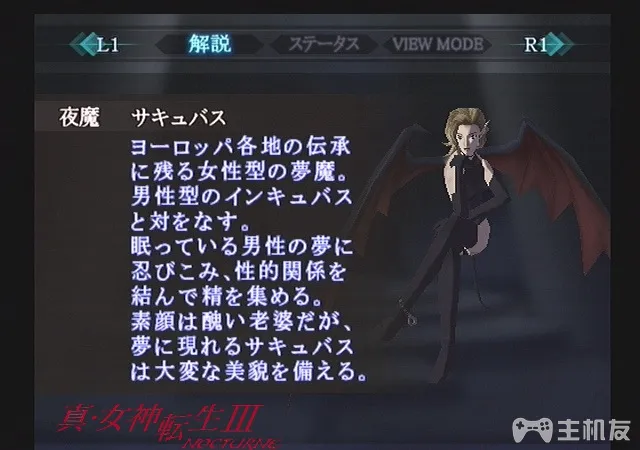 L1 解説 ステータス VIEW MODE R1
夜魔 サキュバス
ヨーロッパ各地の伝承
に残る女性型の夢魔。
男性型のインキュバス
と対をなす。
眠っている男性の夢に
忍びこみ、性的関係を
結んで精を集める。
素顔は醜い老婆だが、
夢に現れるサキュバス
は大変な美貌を備える。
真・女神転生III
NOCTURNE
主机友